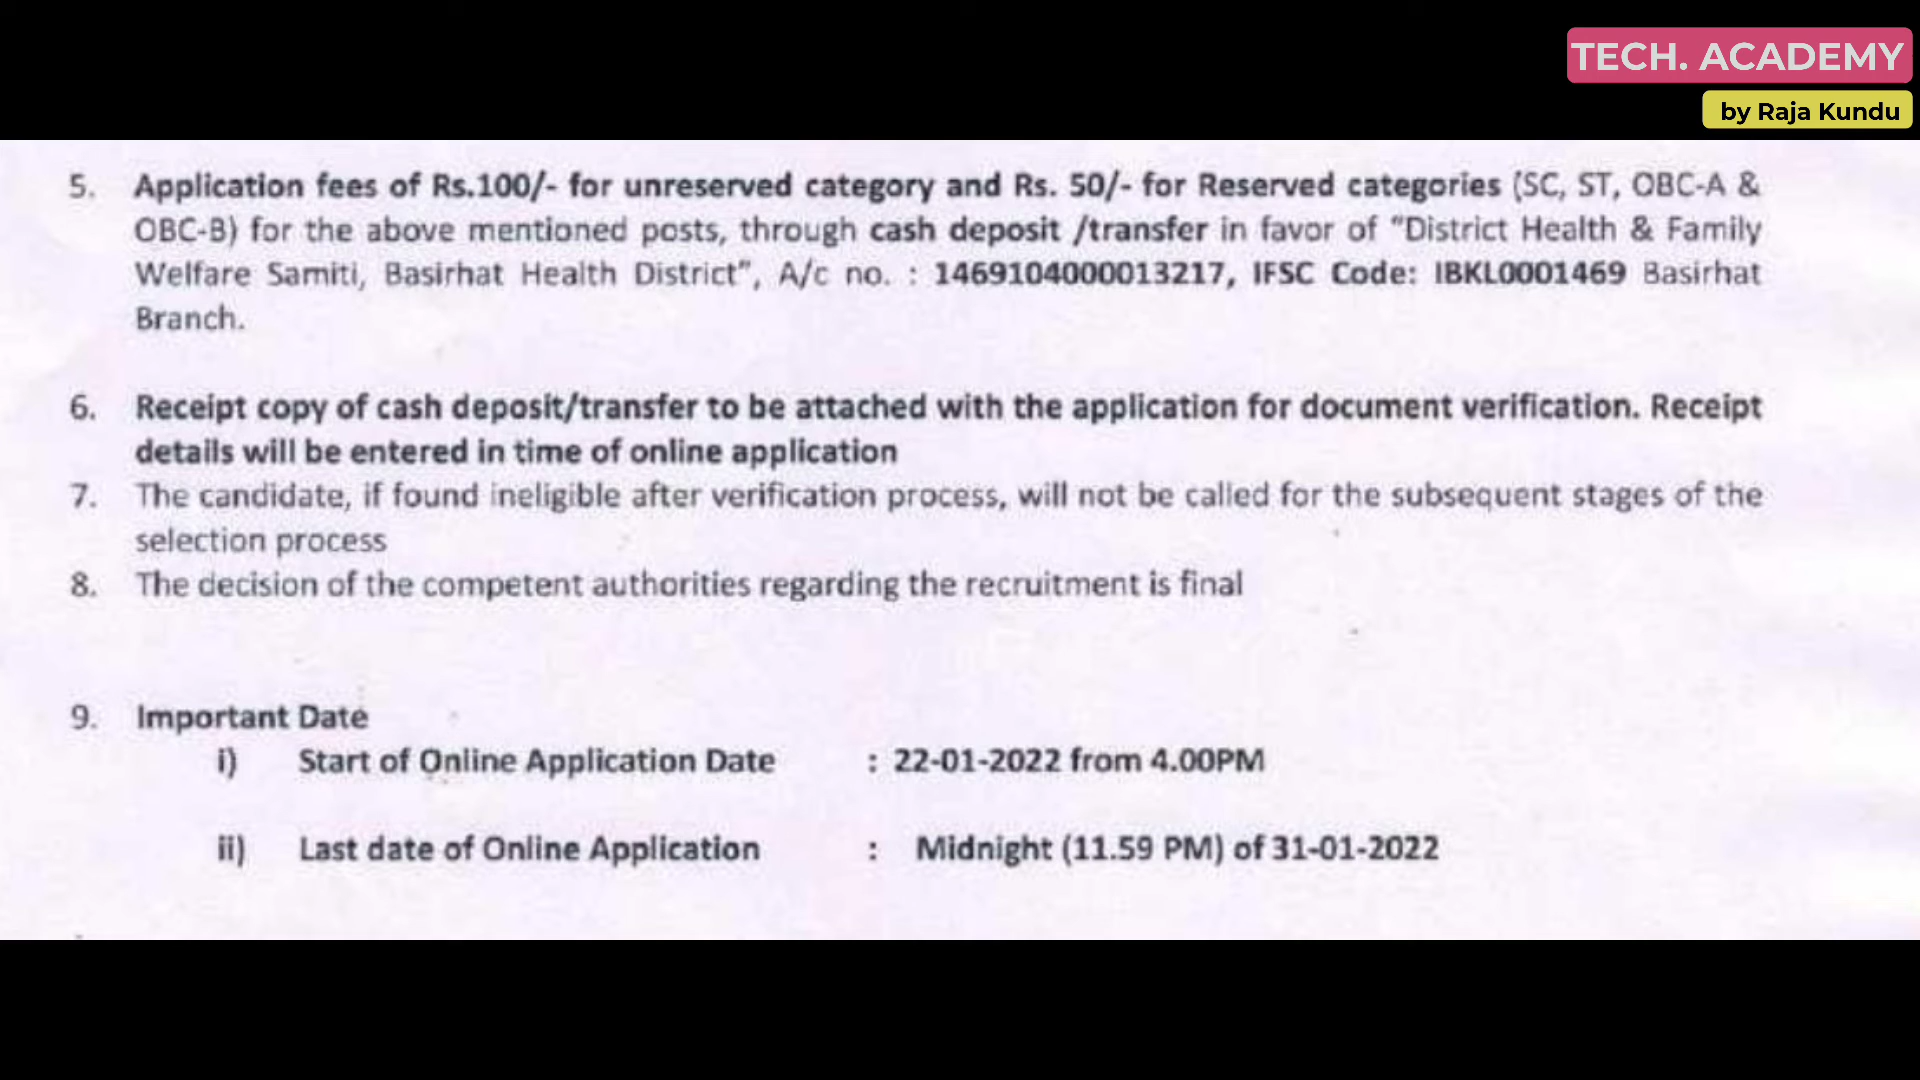 TECH. ACADEMY
by Raja Kundu
5. Application fees of Rs.100/- for unreserved category and Rs. 50/- for Reserved categories (SC, ST, OBC-A &
OBC-B) for the above mentioned posts, through cash deposit /transfer in favor of "District Health & Family
Welfare Samiti, Basirhat Health District", A/c no. : 1469104000013217, IFSC Code: IBKL0001469 Basirhat
Branch.
6. Receipt copy of cash deposit/transfer to be attached with the application for document verification. Receipt
details will be entered in time of online application
7. The candidate, if found ineligible after verification process, will not be called for the subsequent stages of the
selection process
8. The decision of the competent authorities regarding the recruitment is final
9. Important Date
i) Start of Online Application Date : 22-01-2022 from 4.00PM
ii) Last date of Online Application : Midnight (11.59 PM) of 31-01-2022